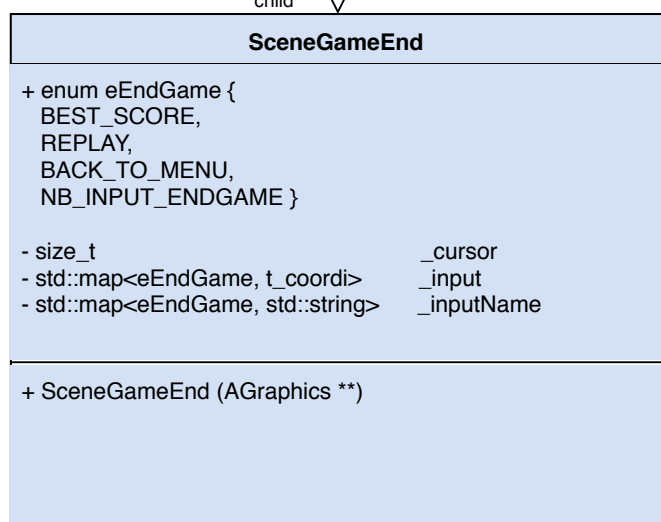 child
SceneGameEnd
+ enum eEndGame {
BEST_SCORE,
REPLAY,
BACK_TO_MENU,
NB_INPUT_ENDGAME }
- size_t _cursor
- std::map<eEndGame, t_coordi> _input
- std::map<eEndGame, std::string> _inputName
+ SceneGameEnd (AGraphics **)